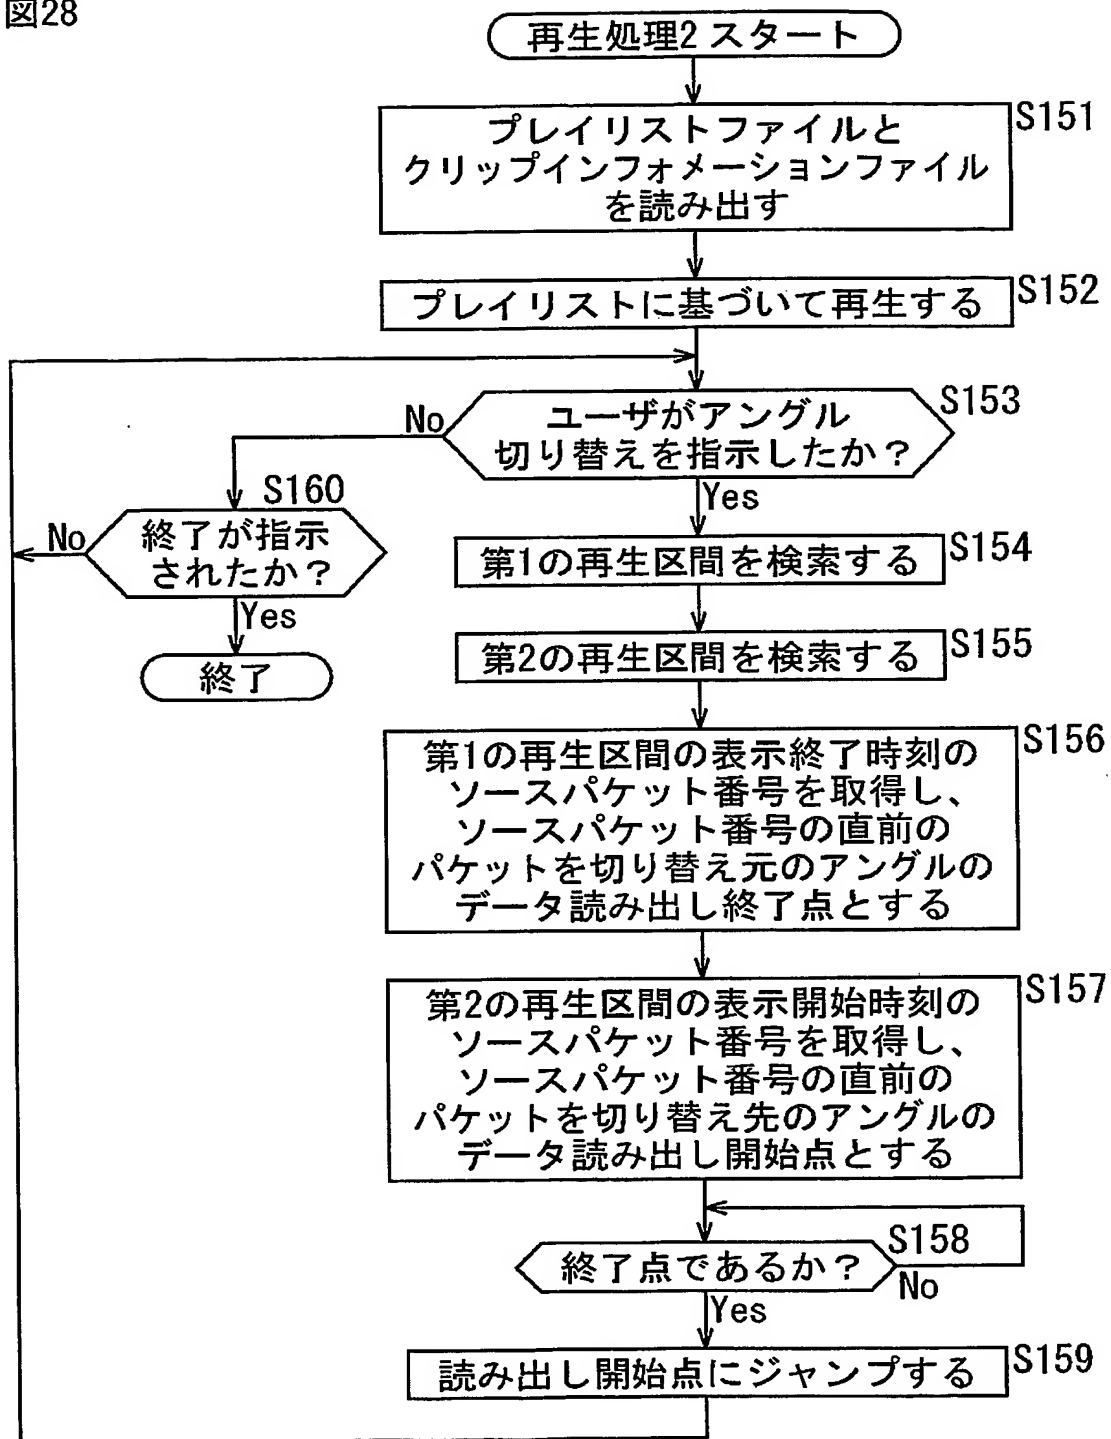 図28
再生処理2 スタート
S151
プレイリストファイルと
クリップインフォメーションファイル
を読み出す
S152
プレイリストに基づいて再生する
S153
ユーザがアングル
切り替えを指示したか?
No
Yes
S160
終了が指示
されたか?
No
Yes
終了
S154
第1の再生区間を検索する
S155
第2の再生区間を検索する
S156
第1の再生区間の表示終了時刻の
ソースパケット番号を取得し、
ソースパケット番号の直前の
パケットを切り替え元のアングルの
データ読み出し終了点とする
S157
第2の再生区間の表示開始時刻の
ソースパケット番号を取得し、
ソースパケット番号の直前の
パケットを切り替え先のアングルの
データ読み出し開始点とする
S158
終了点であるか?
No
Yes
S159
読み出し開始点にジャンプする